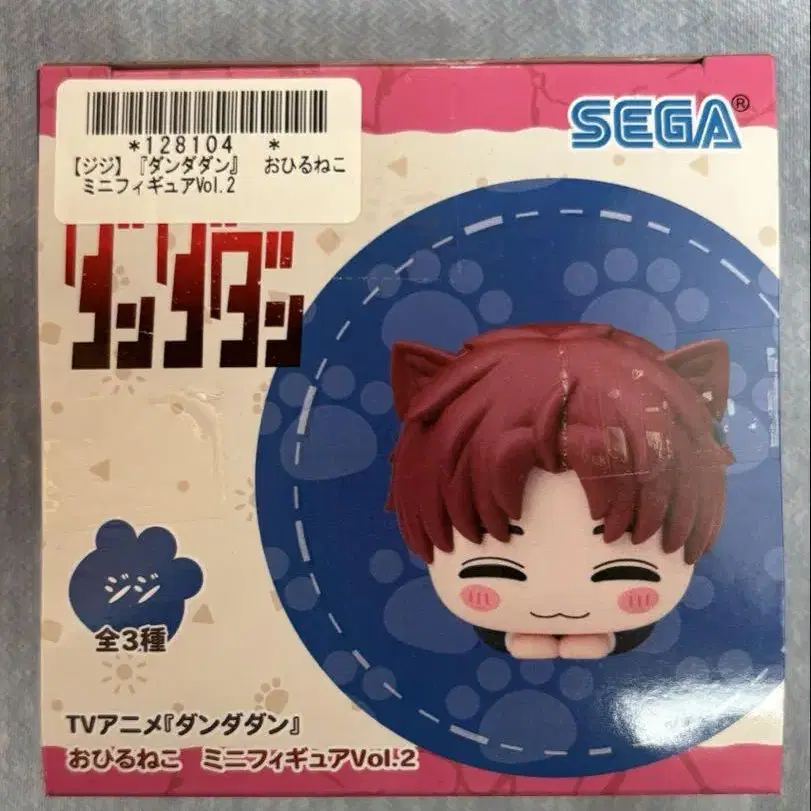 *128104 *
【ジジ】『ダンダダン』 おひるねこ
ミニフィギュアVol.2
SEGA®
ダンダダン
ジジ
全3種
TVアニメ『ダンダダン』
おひるねこ ミニフィギュアVol.2